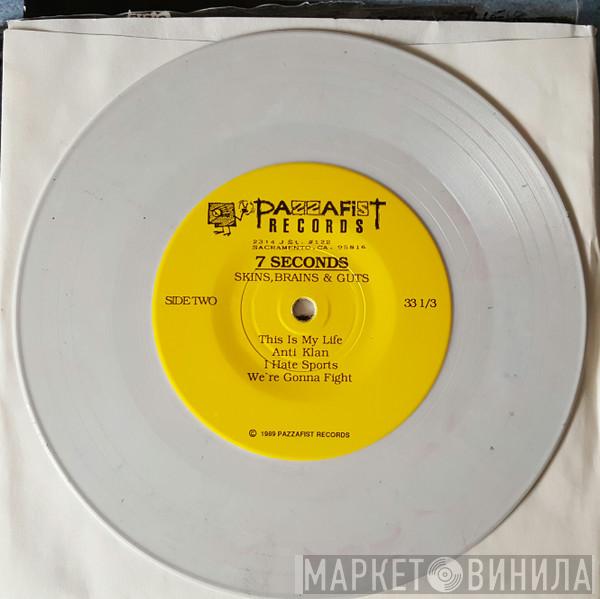 PAZZAFIST
RECORDS
2314 J St. #122
SACRAMENTO, CA. 95816
7 SECONDS
SKINS, BRAINS & GUTS
SIDE TWO
33 1/3
This Is My Life
Anti Klan
I Hate Sports
We're Gonna Fight
© 1989 PAZZAFIST RECORDS
МАРКЕТ ВИНИЛА